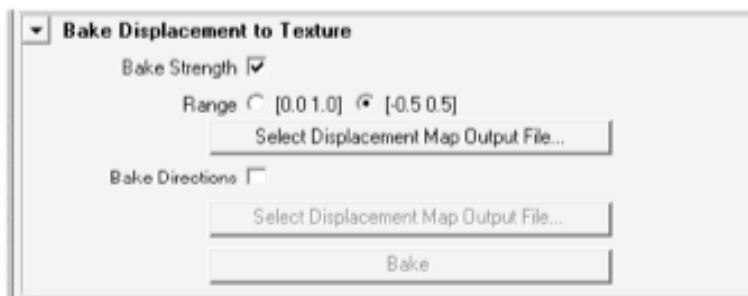 Bake Displacement to Texture
Bake Strength
Range [0.0 1.0] [-0.5 0.5]
Select Displacement Map Output File...
Bake Directions
Select Displacement Map Output File...
Bake